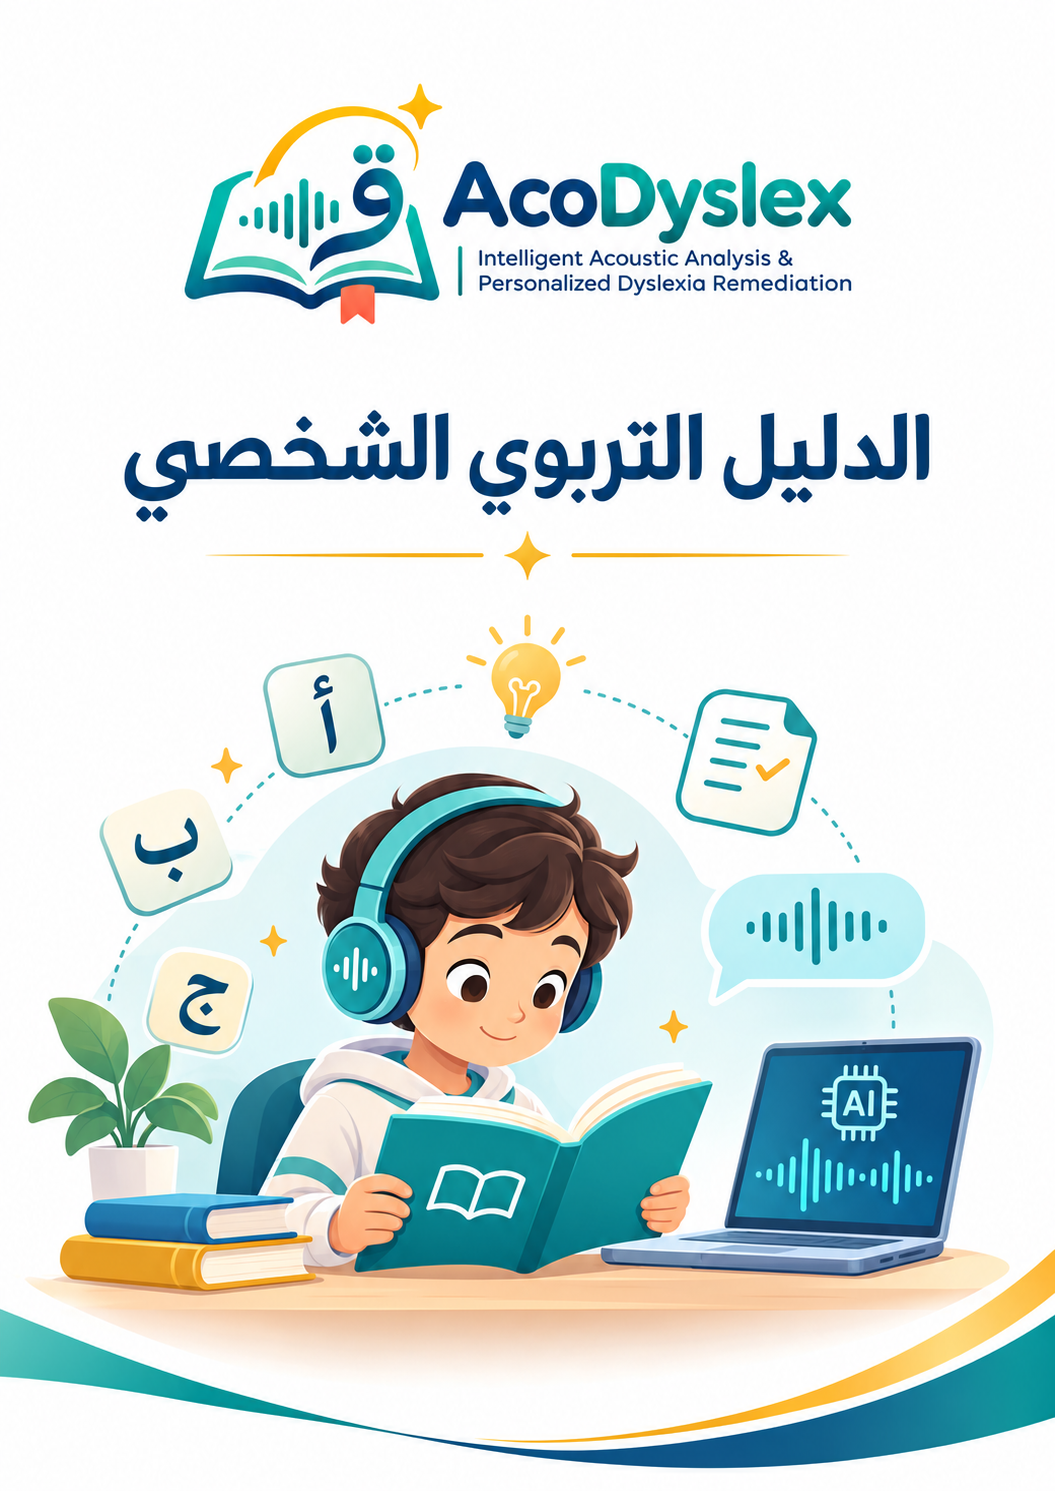 ق
AcoDyslex
Intelligent Acoustic Analysis &
Personalized Dyslexia Remediation
الدليل التربوي الشخصي
أ
ب
ج
AI